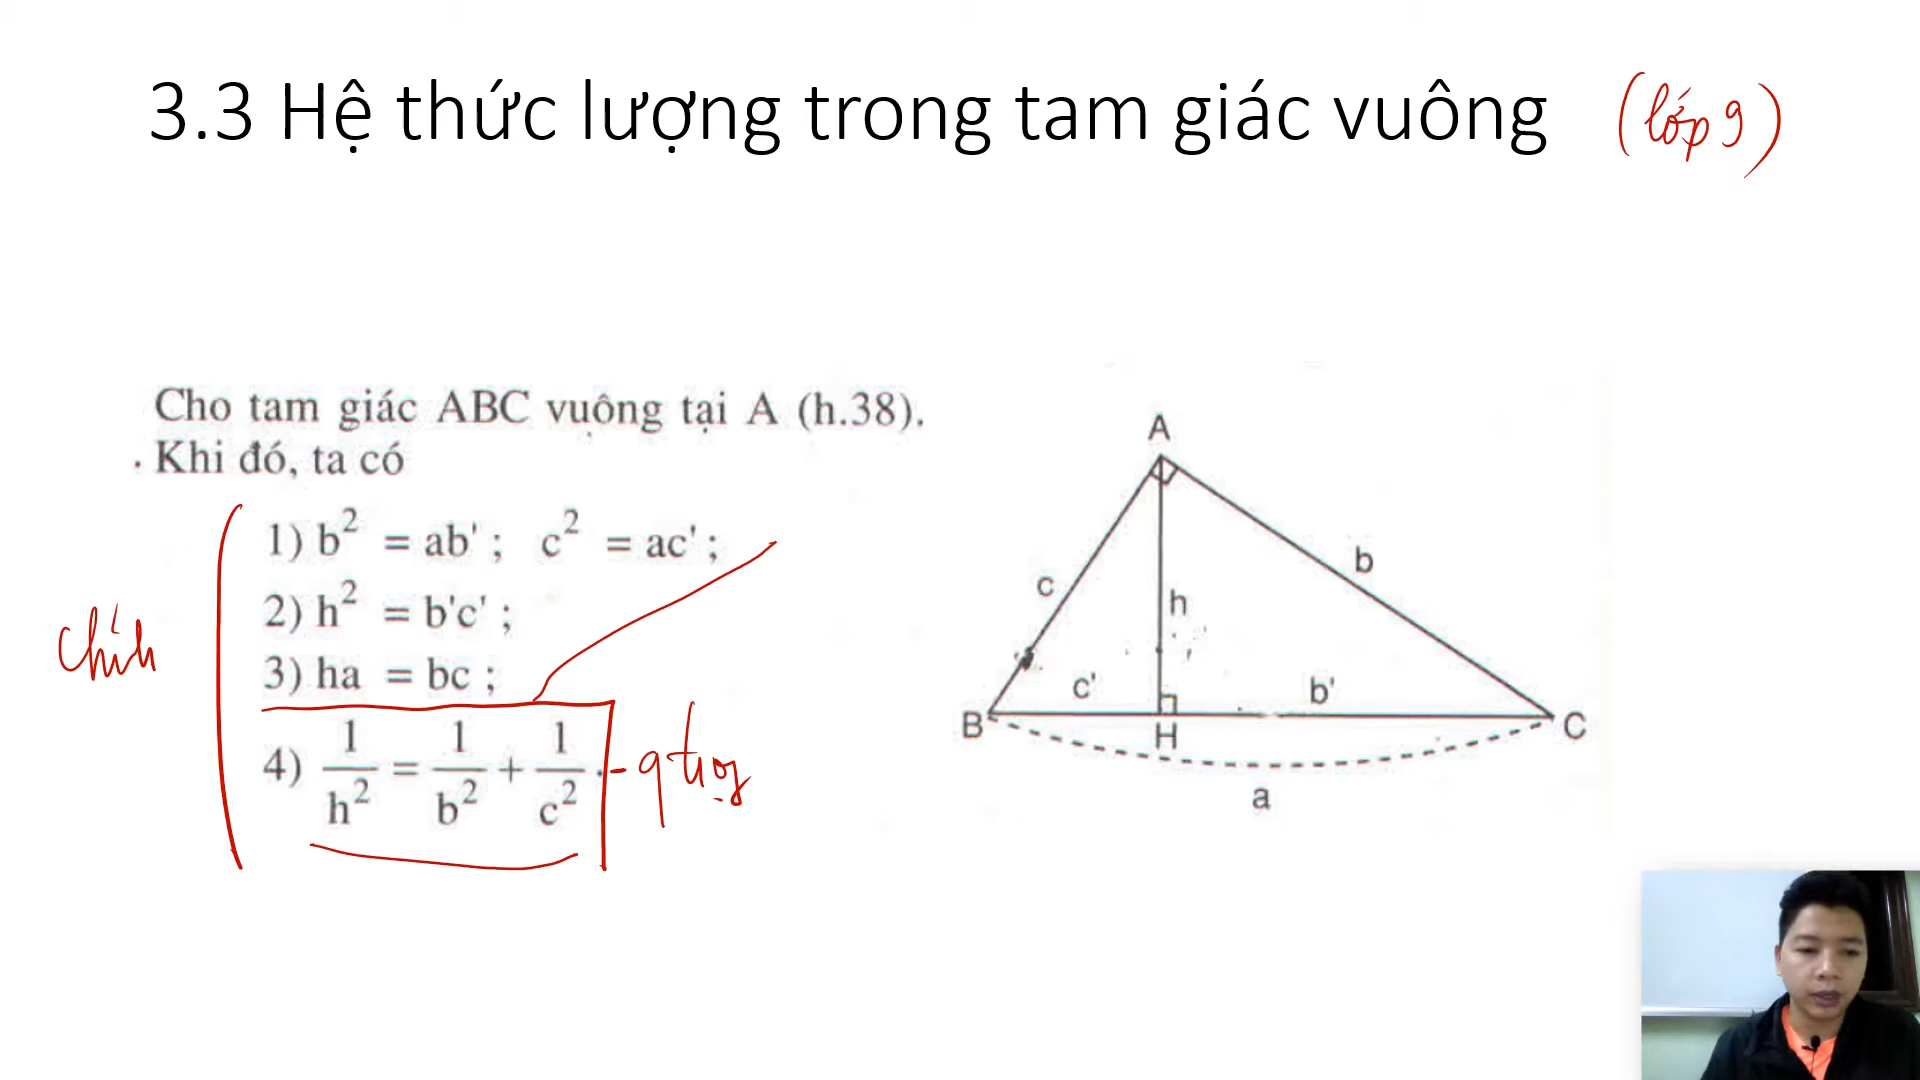 3.3 Hệ thức lượng trong tam giác vuông (lớp 9)
Cho tam giác ABC vuông tại A (h.38).
Khi đó, ta có
1) b² = ab' ; c² = ac' ;
2) h² = b'c' ;
3) ha = bc ;
4) 1/h² = 1/b² + 1/c² .
chính
- qtrọg
A
c
h
b
c'
b'
B
H
C
a